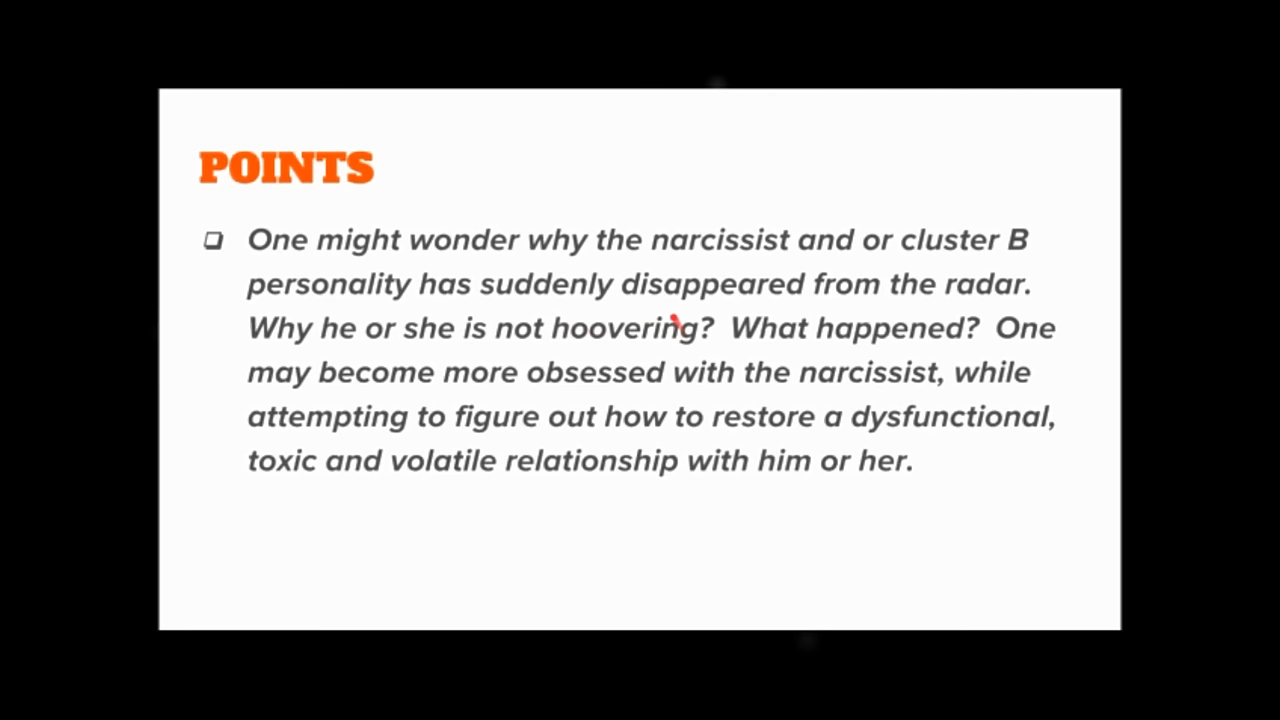 POINTS
❏ One might wonder why the narcissist and or cluster B
personality has suddenly disappeared from the radar.
Why he or she is not hoovering?  What happened?  One
may become more obsessed with the narcissist, while
attempting to figure out how to restore a dysfunctional,
toxic and volatile relationship with him or her.